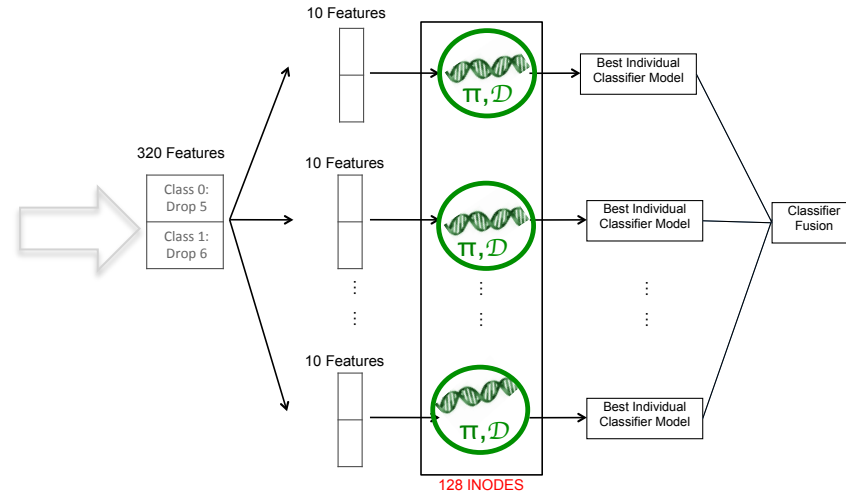 10 Features
π,𝒟
Best Individual
Classifier Model
320 Features
Class 0:
Drop 5
Class 1:
Drop 6
10 Features
π,𝒟
Best Individual
Classifier Model
Classifier
Fusion
⋮ ⋮
⋮
⋮
10 Features
π,𝒟
Best Individual
Classifier Model
128 INODES